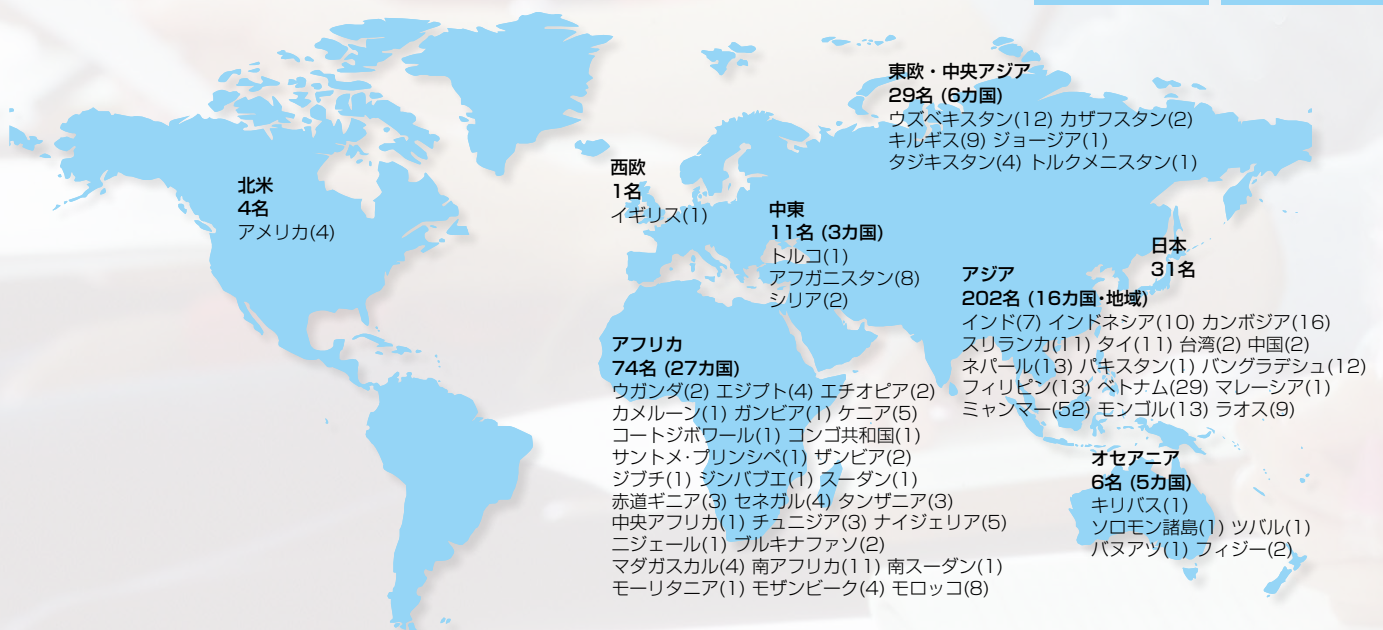 東欧・中央アジア
29名 (6カ国)
ウズベキスタン(12) カザフスタン(2)
キルギス(9) ジョージア(1)
タジキスタン(4) トルクメニスタン(1)
西欧
1名
イギリス(1)
北米
4名
アメリカ(4)
中東
11名 (3カ国)
トルコ(1)
アフガニスタン(8)
シリア(2)
日本
31名
アジア
202名 (16カ国・地域)
インド(7) インドネシア(10) カンボジア(16)
スリランカ(11) タイ(11) 台湾(2) 中国(2)
ネパール(13) パキスタン(1) バングラデシュ(12)
フィリピン(13) ベトナム(29) マレーシア(1)
ミャンマー(52) モンゴル(13) ラオス(9)
アフリカ
74名 (27カ国)
ウガンダ(2) エジプト(4) エチオピア(2)
カメルーン(1) ガンビア(1) ケニア(5)
コートジボワール(1) コンゴ共和国(1)
サントメ・プリンシペ(1) ザンビア(2)
ジブチ(1) ジンバブエ(1) スーダン(1)
赤道ギニア(3) セネガル(4) タンザニア(3)
中央アフリカ(1) チュニジア(3) ナイジェリア(5)
ニジェール(1) ブルキナファソ(2)
マダガスカル(4) 南アフリカ(11) 南スーダン(1)
モーリタニア(1) モザンビーク(4) モロッコ(8)
オセアニア
6名 (5カ国)
キリバス(1)
ソロモン諸島(1) ツバル(1)
バヌアツ(1) フィジー(2)